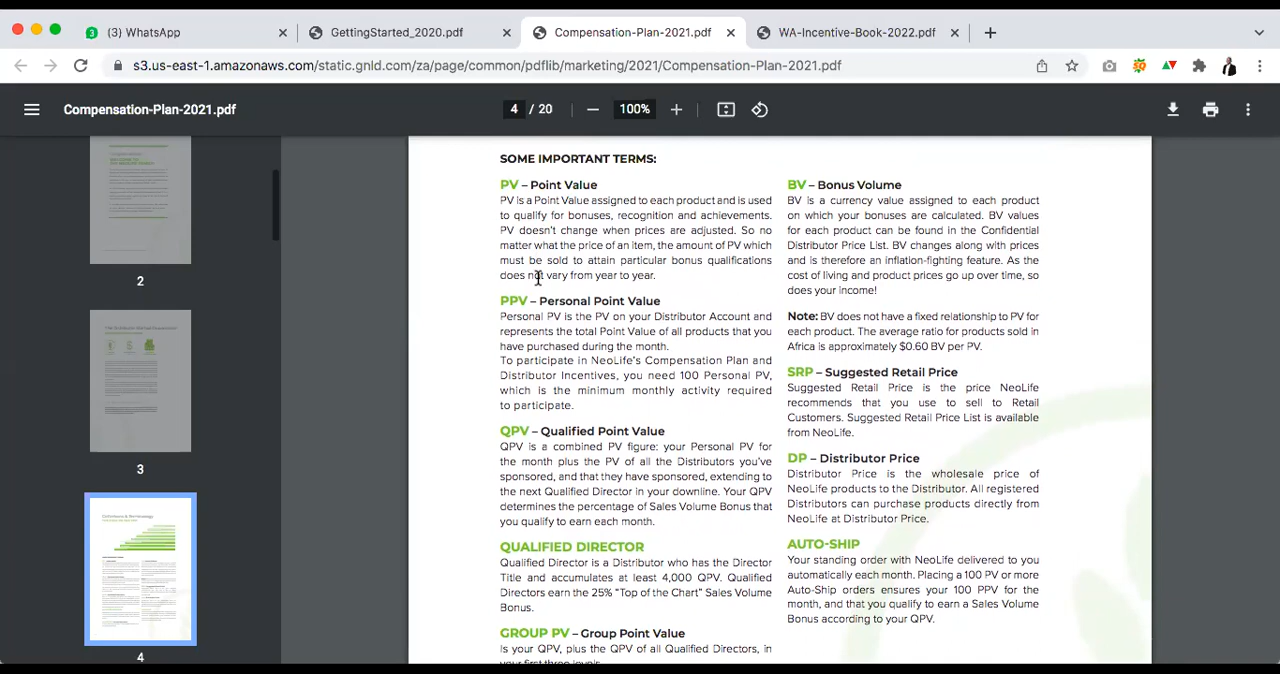 (3) WhatsApp
GettingStarted_2020.pdf
Compensation-Plan-2021.pdf
WA-Incentive-Book-2022.pdf
s3.us-east-1.amazonaws.com/static.gnld.com/za/page/common/pdflib/marketing/2021/Compensation-Plan-2021.pdf
Compensation-Plan-2021.pdf
4 / 20
100%
2
3
4
SOME IMPORTANT TERMS:
PV – Point Value
PV is a Point Value assigned to each product and is used
to qualify for bonuses, recognition and achievements.
PV doesn't change when prices are adjusted. So no
matter what the price of an item, the amount of PV which
must be sold to attain particular bonus qualifications
does not vary from year to year.
PPV – Personal Point Value
Personal PV is the PV on your Distributor Account and
represents the total Point Value of all products that you
have purchased during the month.
To participate in NeoLife's Compensation Plan and
Distributor Incentives, you need 100 Personal PV,
which is the minimum monthly activity required
to participate.
QPV – Qualified Point Value
QPV is a combined PV figure: your Personal PV for
the month plus the PV of all the Distributors you've
sponsored, and that they have sponsored, extending to
the next Qualified Director in your downline. Your QPV
determines the percentage of Sales Volume Bonus that
you qualify to earn each month.
QUALIFIED DIRECTOR
Qualified Director is a Distributor who has the Director
Title and accumulates at least 4,000 QPV. Qualified
Directors earn the 25% "Top of the Chart" Sales Volume
Bonus.
GROUP PV – Group Point Value
Is your QPV, plus the QPV of all Qualified Directors, in
your first three levels
BV – Bonus Volume
BV is a currency value assigned to each product
on which your bonuses are calculated. BV values
for each product can be found in the Confidential
Distributor Price List. BV changes along with prices
and is therefore an inflation-fighting feature. As the
cost of living and product prices go up over time, so
does your income!
Note: BV does not have a fixed relationship to PV for
each product. The average ratio for products sold in
Africa is approximately $0.60 BV per PV.
SRP – Suggested Retail Price
Suggested Retail Price is the price NeoLife
recommends that you use to sell to Retail
Customers. Suggested Retail Price List is available
from NeoLife.
DP – Distributor Price
Distributor Price is the wholesale price of
NeoLife products to the Distributor. All registered
Distributors can purchase products directly from
NeoLife at Distributor Price.
AUTO-SHIP
Your standing order with NeoLife delivered to you
automatically each month. Placing a 100 PV or more
Auto-Ship orders ensures your 100 PPV for the
month, and that you qualify to earn a Sales Volume
Bonus according to your QPV.